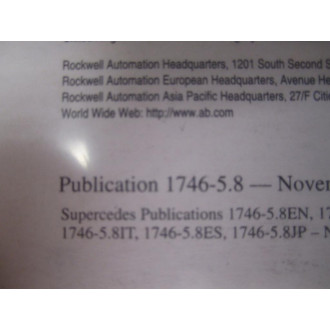 Rockwell Automation Headquarters, 1201 South Second S
Rockwell Automation European Headquarters, Avenue He
Rockwell Automation Asia Pacific Headquarters, 27/F Citic
World Wide Web: http://www.ab.com
Publication 1746-5.8 — Novem
Supercedes Publications 1746-5.8EN, 17
1746-5.8IT, 1746-5.8ES, 1746-5.8JP – N